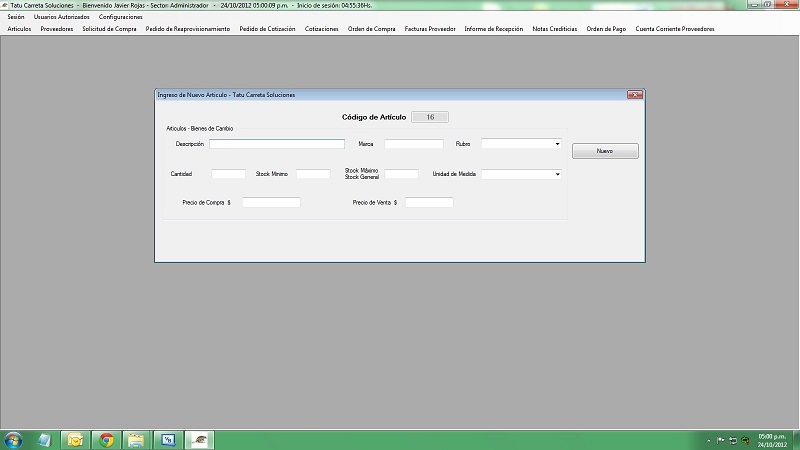 Tatu Carreta Soluciones - Bienvenido Javier Rojas - Sector: Administrador - 24/10/2012 05:00:09 p.m. - Inicio de sesión: 04:55:36Hs.
Sesión Usuarios Autorizados Configuraciones
Articulos Proveedores Solicitud de Compra Pedido de Reaprovisionamiento Pedido de Cotización Cotizaciones Orden de Compra Facturas Proveedor Informe de Recepción Notas Crediticias Orden de Pago Cuenta Corriente Proveedores
Ingreso de Nuevo Articulo - Tatu Carreta Soluciones
Código de Artículo 16
Artículos - Bienes de Cambio
Descripción Marca Rubro
Nuevo
Cantidad Stock Minimo Stock Máximo Unidad de Medida
Stock General
Precio de Compra $ Precio de Venta $
05:00 p.m.
24/10/2012